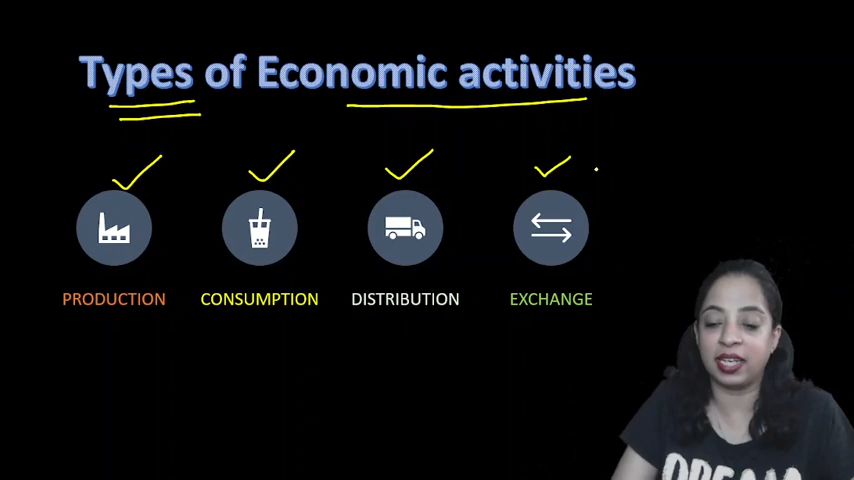 Types of Economic activities
PRODUCTION CONSUMPTION DISTRIBUTION EXCHANGE
DREAM